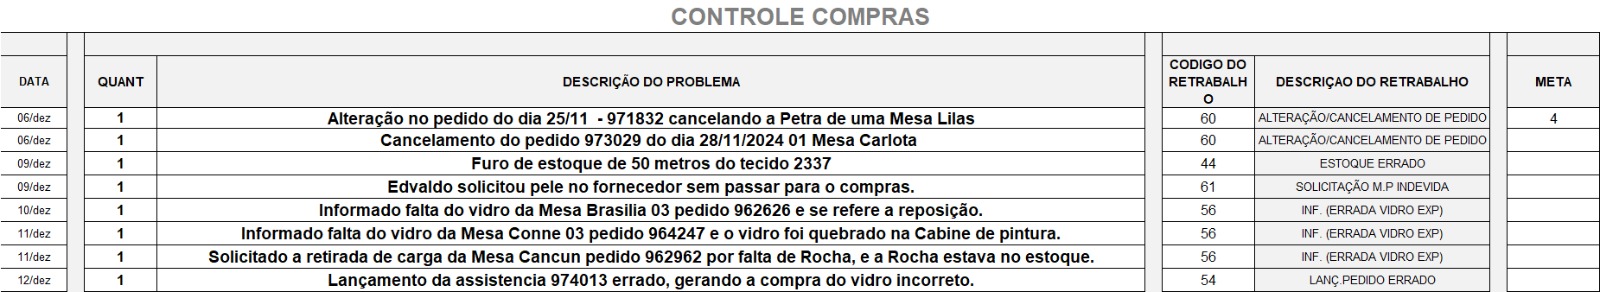 CONTROLE COMPRAS
DATA QUANT DESCRIÇÃO DO PROBLEMA CODIGO DO RETRABALHO DESCRIÇAO DO RETRABALHO META
06/dez 1 Alteração no pedido do dia 25/11 - 971832 cancelando a Petra de uma Mesa Lilas 60 ALTERAÇÃO/CANCELAMENTO DE PEDIDO 4
06/dez 1 Cancelamento do pedido 973029 do dia 28/11/2024 01 Mesa Carlota 60 ALTERAÇÃO/CANCELAMENTO DE PEDIDO
09/dez 1 Furo de estoque de 50 metros do tecido 2337 44 ESTOQUE ERRADO
09/dez 1 Edvaldo solicitou pele no fornecedor sem passar para o compras. 61 SOLICITAÇÃO M.P INDEVIDA
10/dez 1 Informado falta do vidro da Mesa Brasilia 03 pedido 962626 e se refere a reposição. 56 INF. (ERRADA VIDRO EXP)
11/dez 1 Informado falta do vidro da Mesa Conne 03 pedido 964247 e o vidro foi quebrado na Cabine de pintura. 56 INF. (ERRADA VIDRO EXP)
11/dez 1 Solicitado a retirada de carga da Mesa Cancun pedido 962962 por falta de Rocha, e a Rocha estava no estoque. 56 INF. (ERRADA VIDRO EXP)
12/dez 1 Lançamento da assistencia 974013 errado, gerando a compra do vidro incorreto. 54 LANÇ.PEDIDO ERRADO